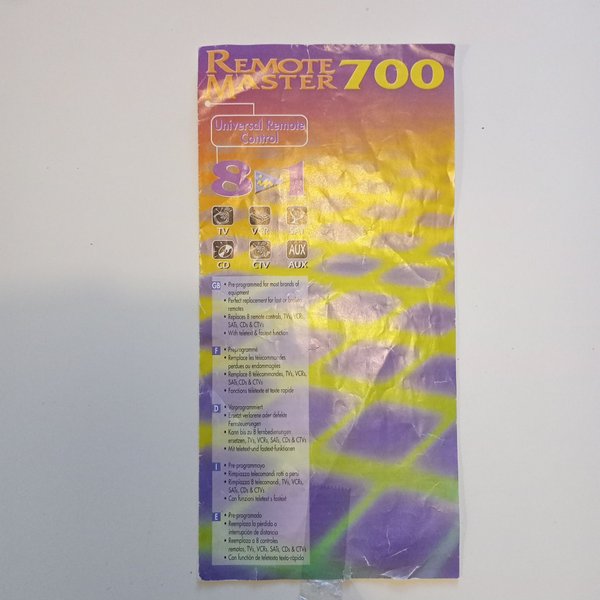 REMOTE
MASTER 700
Universal Remote
Control
8 in 1
TV VCR SAT
AUX
CD CTV AUX
GB • Pre-programmed for most brands of
equipment
• Perfect replacement for lost or broken
remotes
• Replaces 8 remote controls, TVs, VCRs,
SATs, CDs & CTVs
• With teletext & fastext function
F • Préprogrammé
• Remplace les télécommandes
perdues ou endommagées
• Remplace 8 télécommandes, TVs, VCRs,
SATs, CDs & CTVs
• Fonctions télétexte et texte rapide
D • Vorprogrammiert
• Ersetzt verlorene oder defekte
Fernsteuerungen
• Kann bis zu 8 fernbedienungen
ersetzen, TVs, VCRs, SATs, CDs & CTVs
• Mit teletext-und fastext-funktionen
I • Pre-programmayo
• Rimpiazza telecomandi rotti o persi
• Rimpiazza 8 telecomandi, TVs, VCRs,
SATs, CDs & CTVs
• Con funzioni teletext s fastext
E • Pre-programado
• Reemplaza la pérdida o
interrupción de distancia
• Reemplaza a 8 controles
remotos, TVs, VCRs, SATs, CDs & CTVs
• Con función de teletexto texto rápido